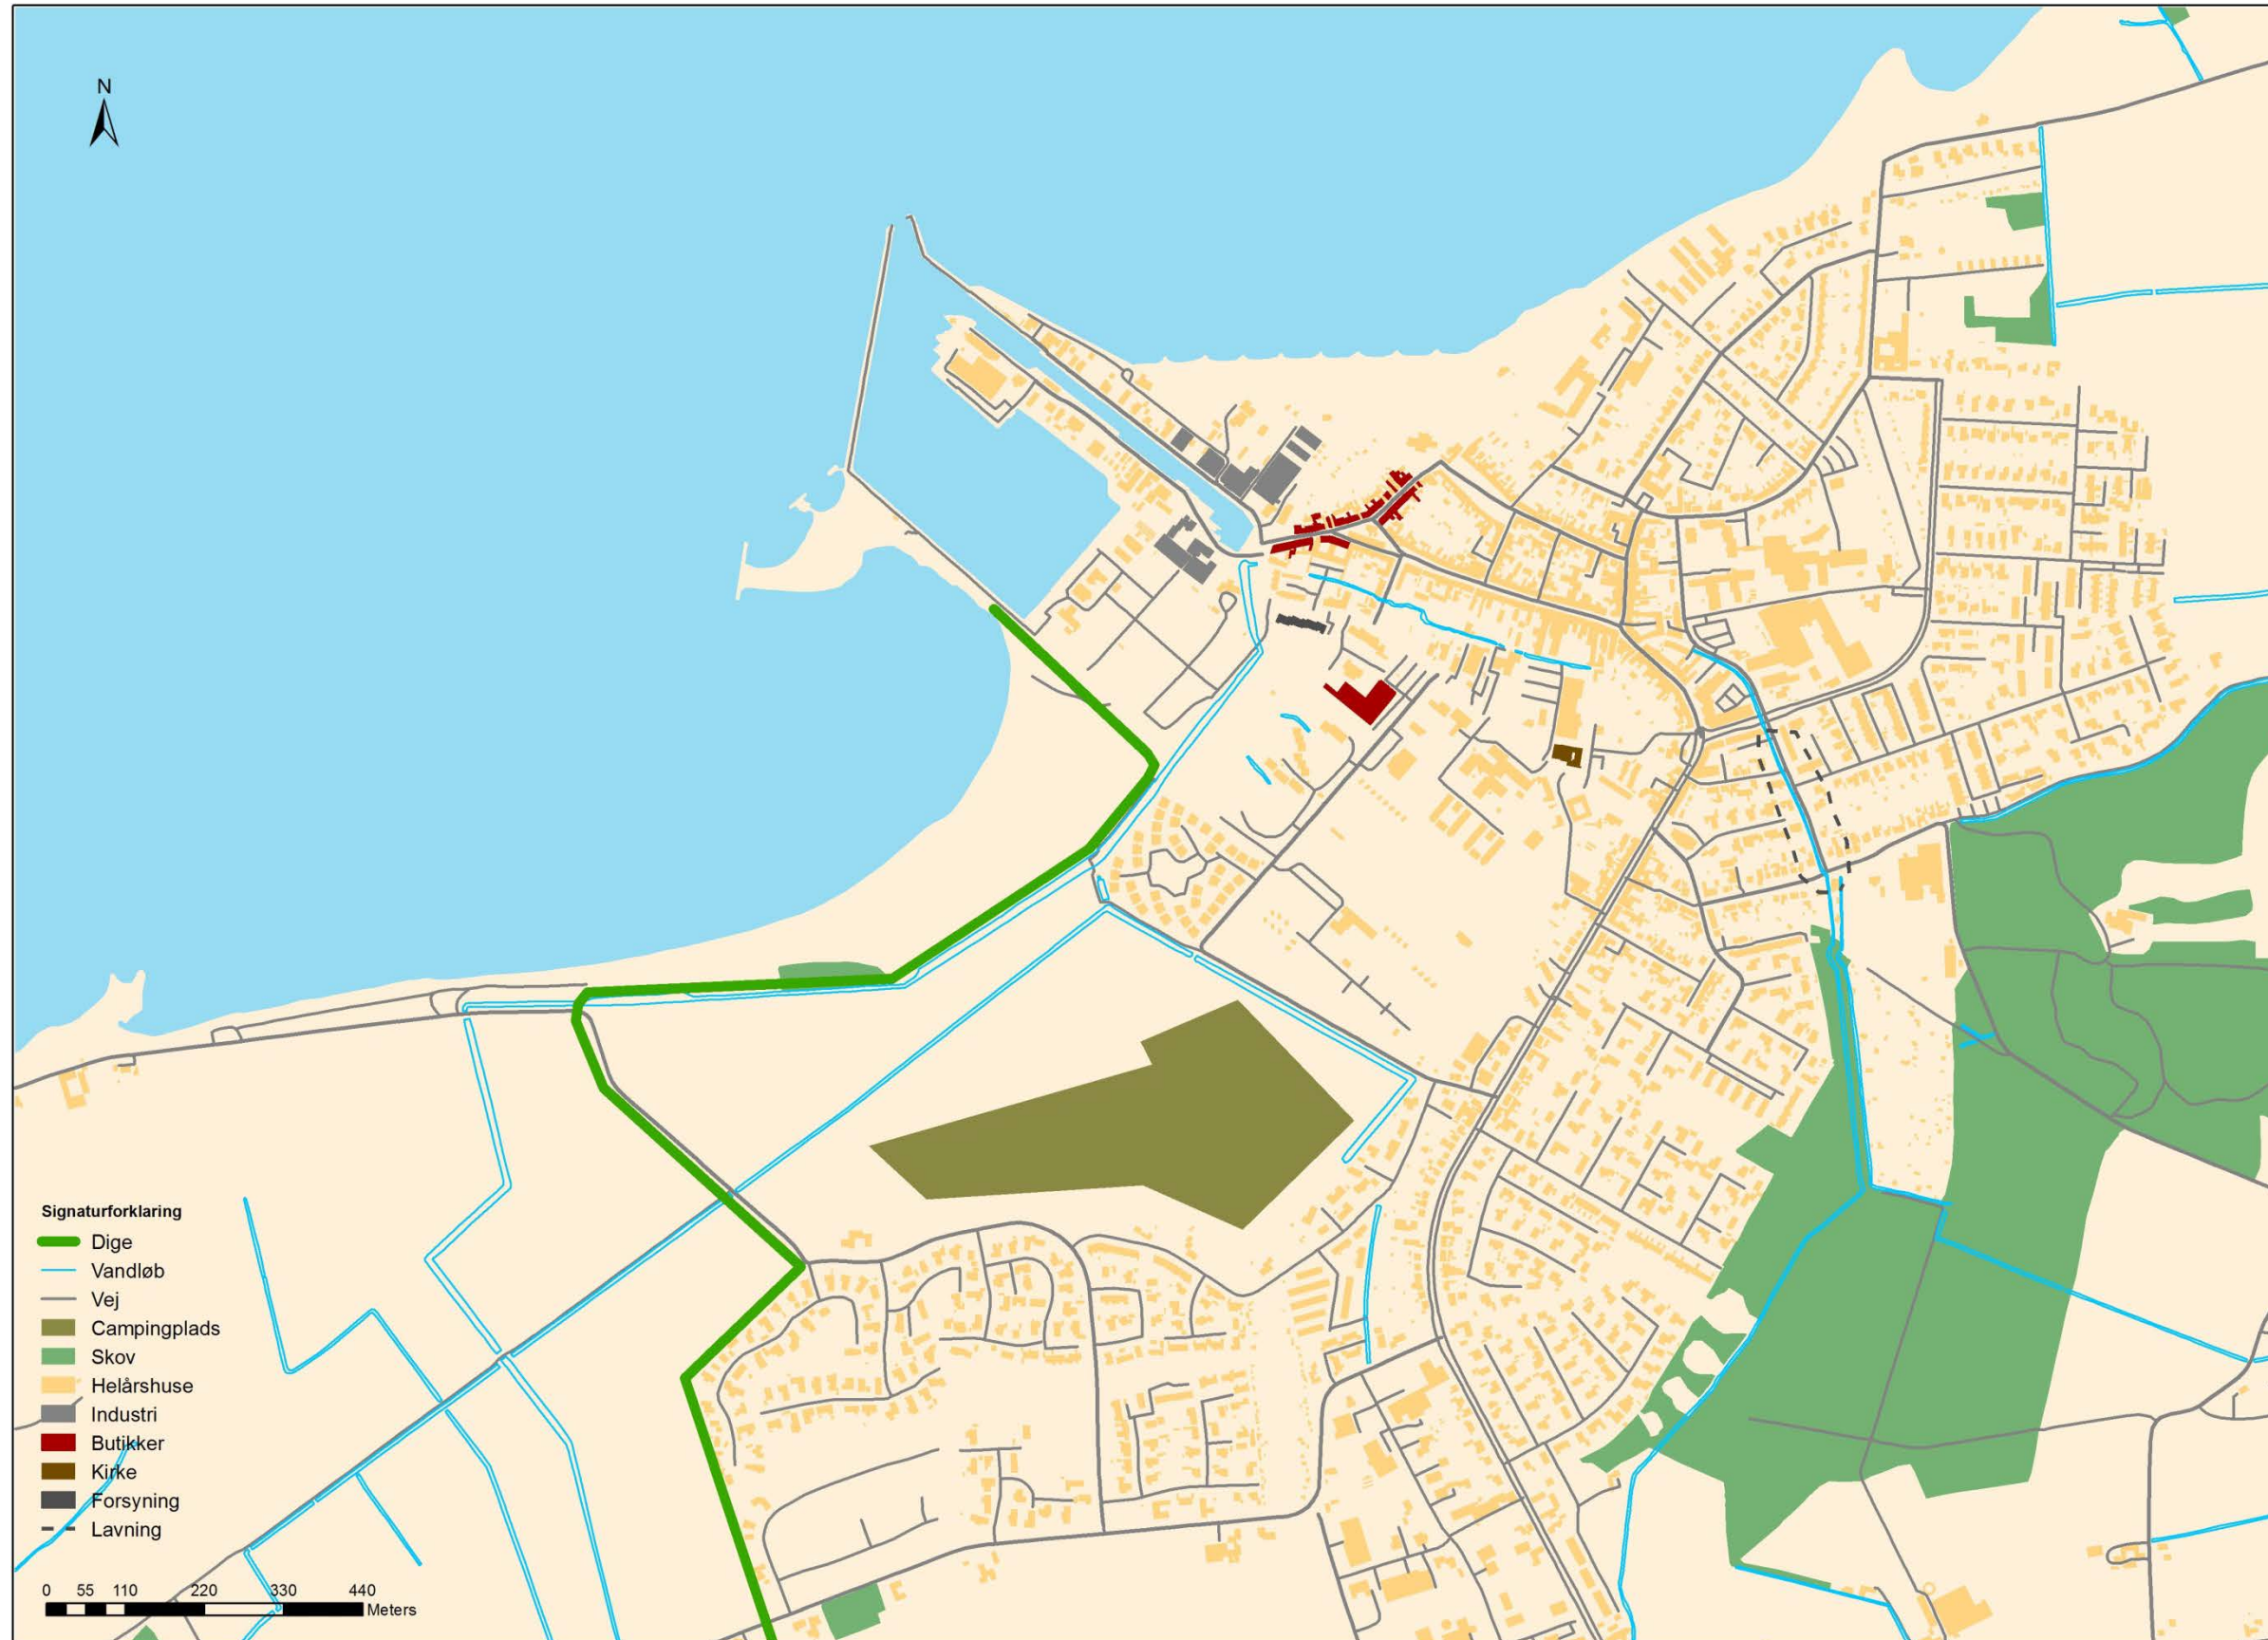 N
Signaturforklaring
Dige
Vandløb
Vej
Campingplads
Skov
Helårshuse
Industri
Butikker
Kirke
Forsyning
Lavning
0 55 110 220 330 440
Meters